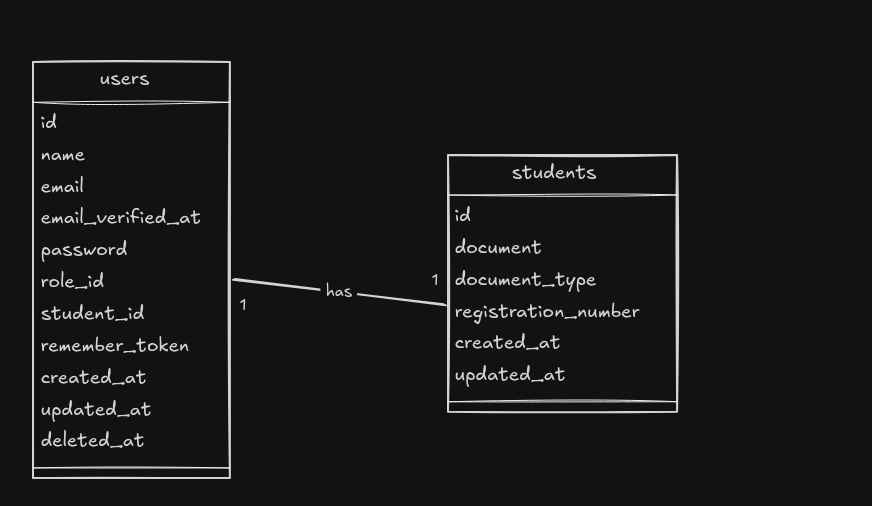 users
id
name
email
email_verified_at
password
role_id
student_id
remember_token
created_at
updated_at
deleted_at
1
has
1
students
id
document
document_type
registration_number
created_at
updated_at